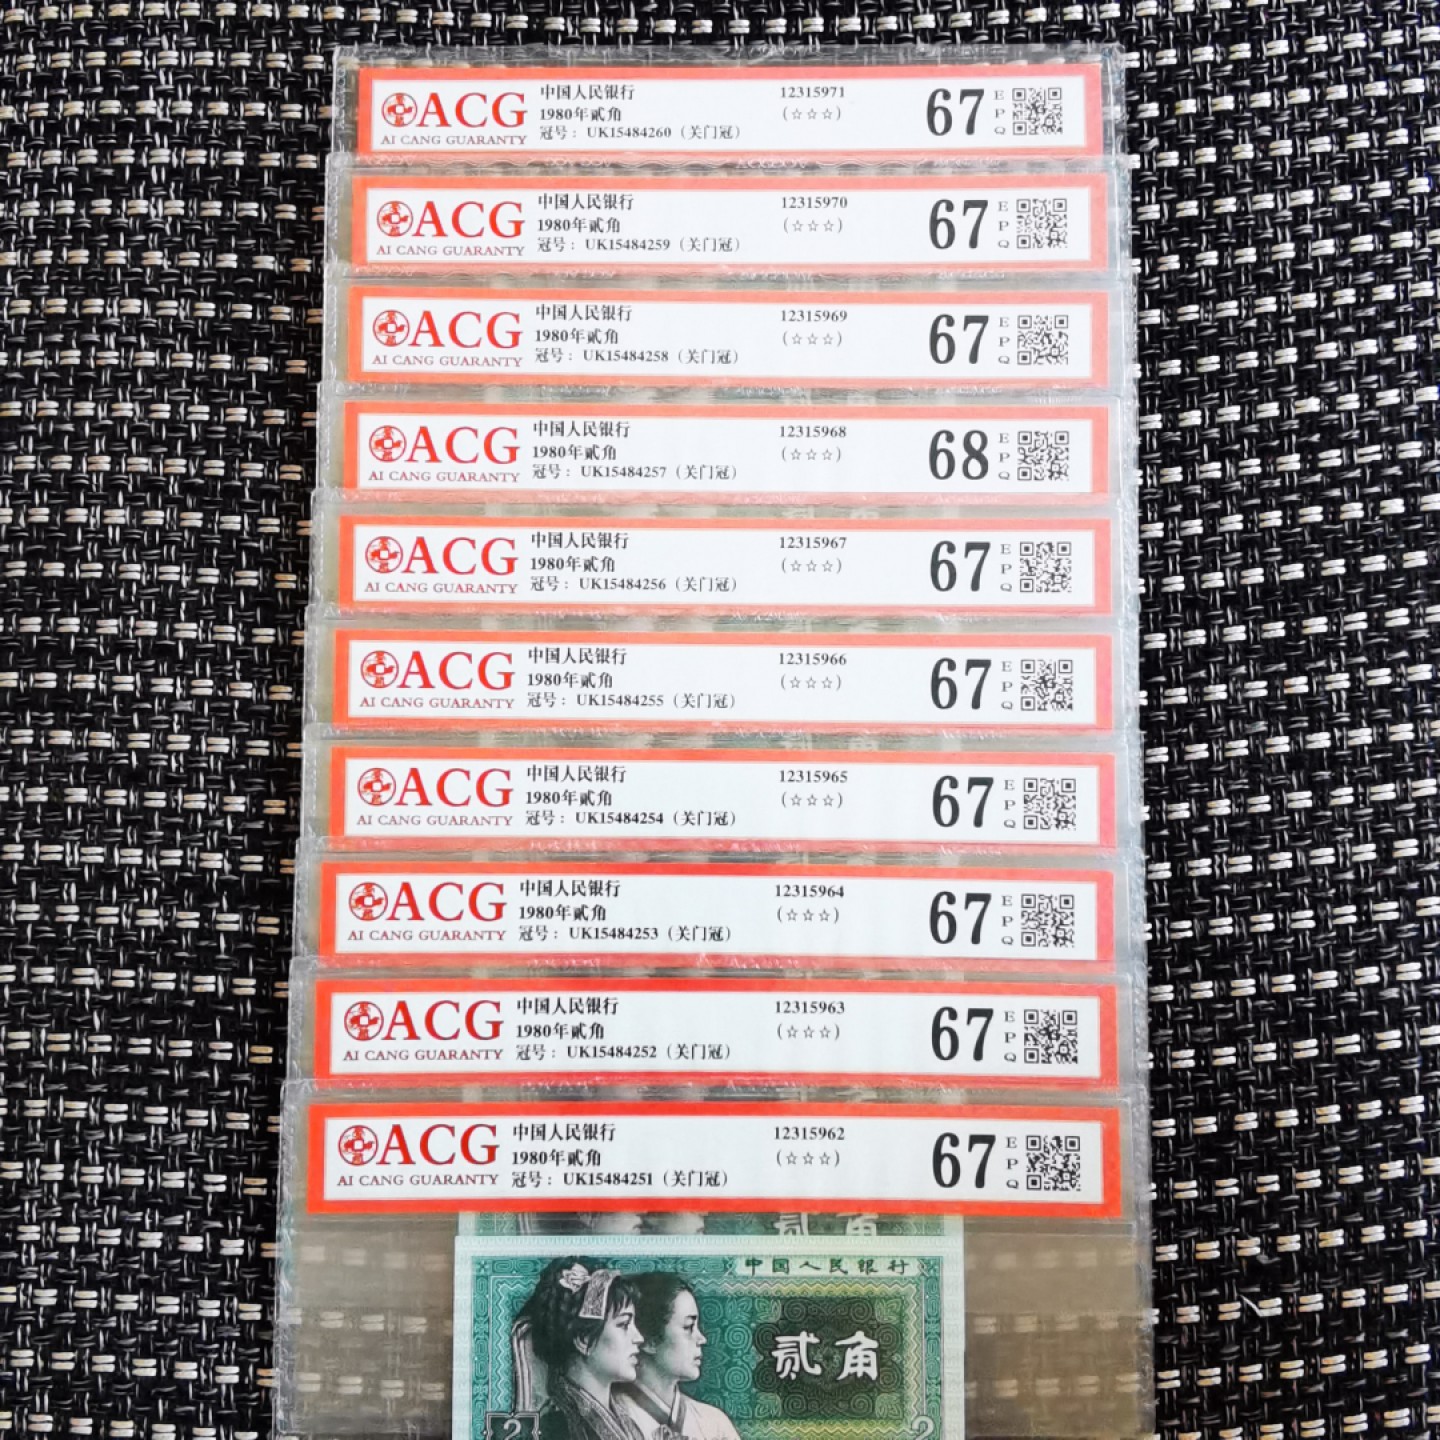 ACG
AI CANG GUARANTY
中国人民银行
1980年贰角
冠号：UK15484260（关门冠）
12315971
(☆☆☆)
67
EPQ
ACG
AI CANG GUARANTY
中国人民银行
1980年贰角
冠号：UK15484259（关门冠）
12315970
(☆☆☆)
67
EPQ
ACG
AI CANG GUARANTY
中国人民银行
1980年贰角
冠号：UK15484258（关门冠）
12315969
(☆☆☆)
67
EPQ
ACG
AI CANG GUARANTY
中国人民银行
1980年贰角
冠号：UK15484257（关门冠）
12315968
(☆☆☆)
68
EPQ
ACG
AI CANG GUARANTY
中国人民银行
1980年贰角
冠号：UK15484256（关门冠）
12315967
(☆☆☆)
67
EPQ
ACG
AI CANG GUARANTY
中国人民银行
1980年贰角
冠号：UK15484255（关门冠）
12315966
(☆☆☆)
67
EPQ
ACG
AI CANG GUARANTY
中国人民银行
1980年贰角
冠号：UK15484254（关门冠）
12315965
(☆☆☆)
67
EPQ
ACG
AI CANG GUARANTY
中国人民银行
1980年贰角
冠号：UK15484253（关门冠）
12315964
(☆☆☆)
67
EPQ
ACG
AI CANG GUARANTY
中国人民银行
1980年贰角
冠号：UK15484252（关门冠）
12315963
(☆☆☆)
67
EPQ
ACG
AI CANG GUARANTY
中国人民银行
1980年贰角
冠号：UK15484251（关门冠）
12315962
(☆☆☆)
67
EPQ
贰角
中国人民银行
贰角
2
2